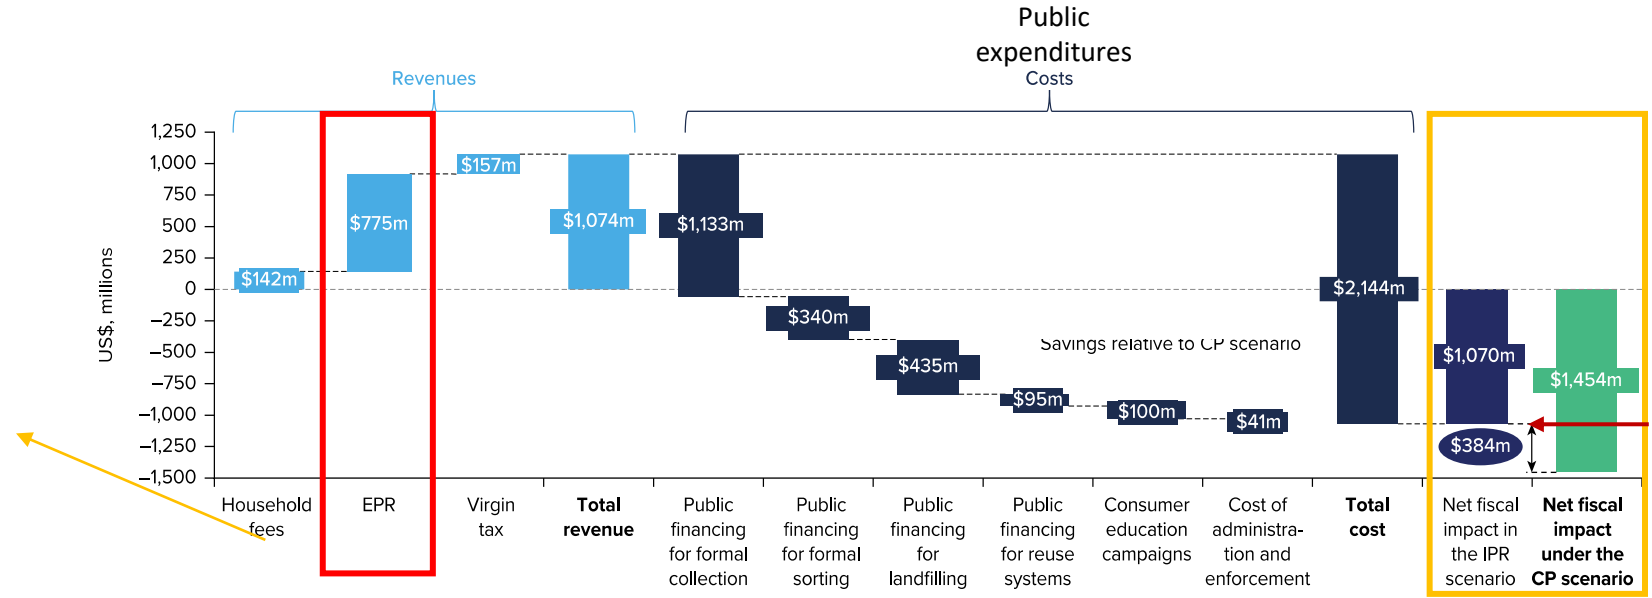 Public
expenditures
Revenues
Costs
US$, millions
1,250
1,000
750
500
250
0
–250
–500
–750
–1,000
–1,250
–1,500
$142m
$775m
$157m
$1,074m
$1,133m
$340m
$435m
$95m
$100m
$41m
$2,144m
$1,070m
$1,454m
$384m
Savings relative to CP scenario
Household
fees
EPR
Virgin
tax
Total
revenue
Public
financing
for formal
collection
Public
financing
for formal
sorting
Public
financing
for
landfilling
Public
financing
for reuse
systems
Consumer
education
campaigns
Cost of
administra-
tion and
enforcement
Total
cost
Net fiscal
impact in
the IPR
scenario
Net fiscal
impact
under the
CP scenario